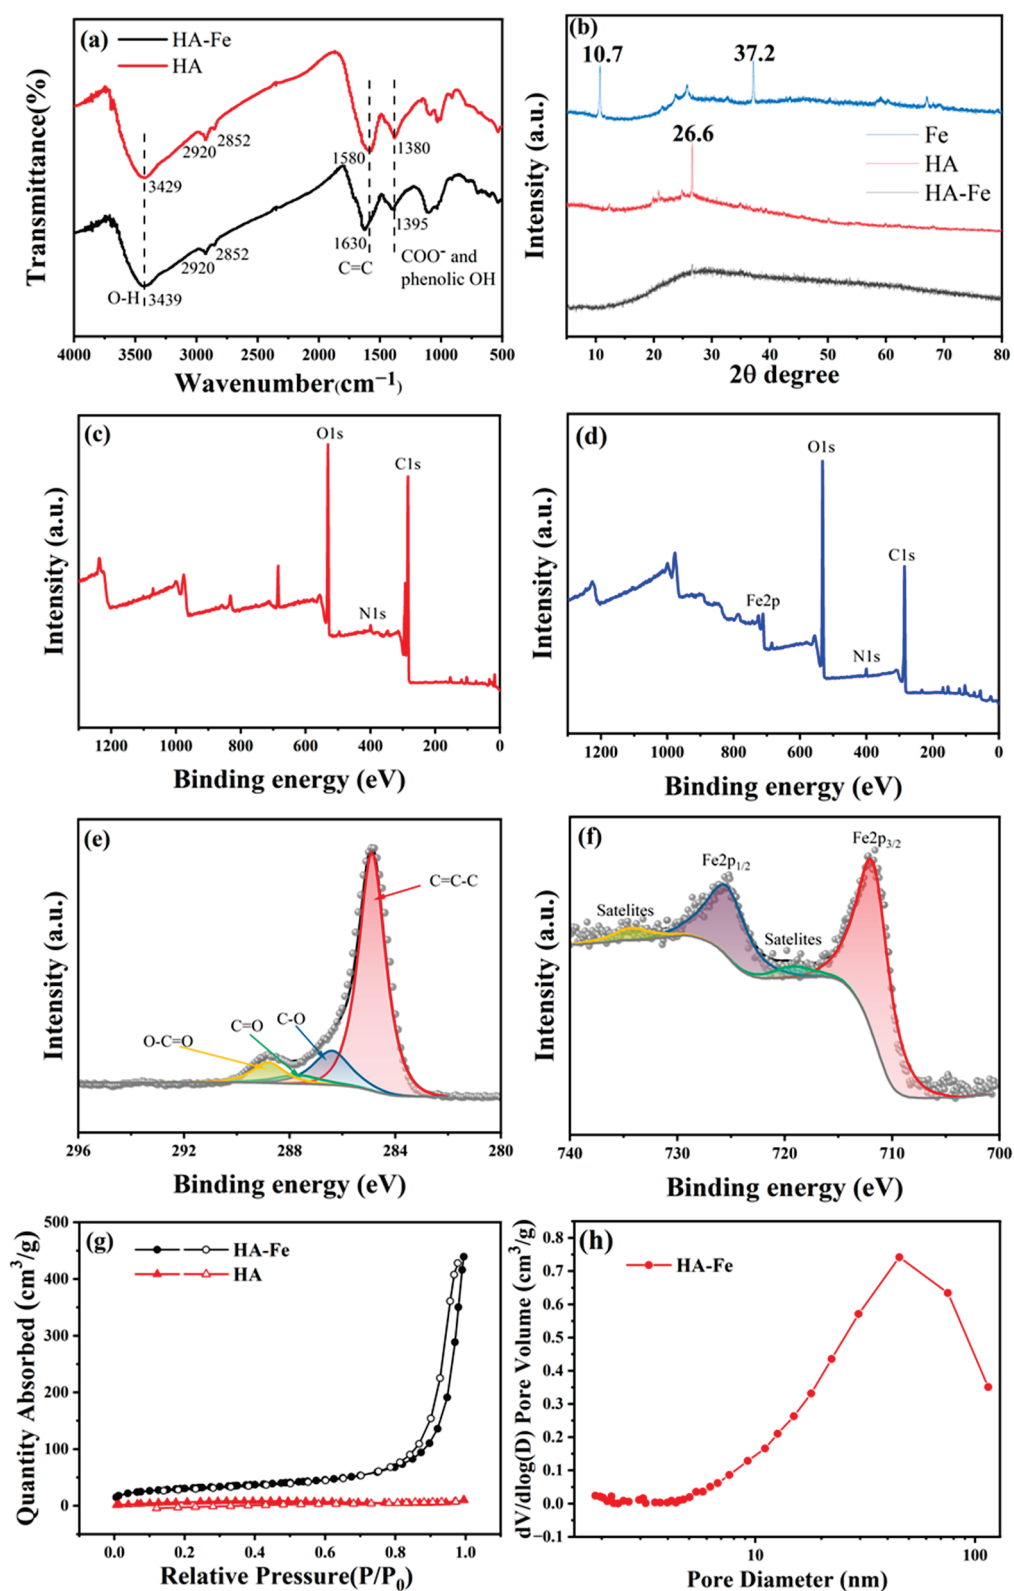 (a)
HA-Fe
HA
Transmittance(%)
2920
2852
3429
1580
1380
2920
2852
1630
1395
O-H
3439
C=C
COO⁻ and
phenolic OH
4000 3500 3000 2500 2000 1500 1000 500
Wavenumber(cm⁻¹)
(b)
10.7
37.2
26.6
Fe
HA
HA-Fe
Intensity (a.u.)
10 20 30 40 50 60 70 80
2θ degree
(c)
O1s
C1s
N1s
Intensity (a.u.)
1200 1000 800 600 400 200 0
Binding energy (eV)
(d)
O1s
C1s
Fe2p
N1s
Intensity (a.u.)
1200 1000 800 600 400 200 0
Binding energy (eV)
(e)
C=C-C
C-O
C=O
O-C=O
Intensity (a.u.)
296 292 288 284 280
Binding energy (eV)
(f)
Fe2p₃/₂
Fe2p₁/₂
Satelites
Satelites
Intensity (a.u.)
740 730 720 710 700
Binding energy (eV)
(g)
HA-Fe
HA
Quantity Absorbed (cm³/g)
500
400
300
200
100
0
0.0 0.2 0.4 0.6 0.8 1.0
Relative Pressure(P/P₀)
(h)
HA-Fe
dV/dlog(D) Pore Volume (cm³/g)
0.8
0.7
0.6
0.5
0.4
0.3
0.2
0.1
0.0
−0.1
10 100
Pore Diameter (nm)